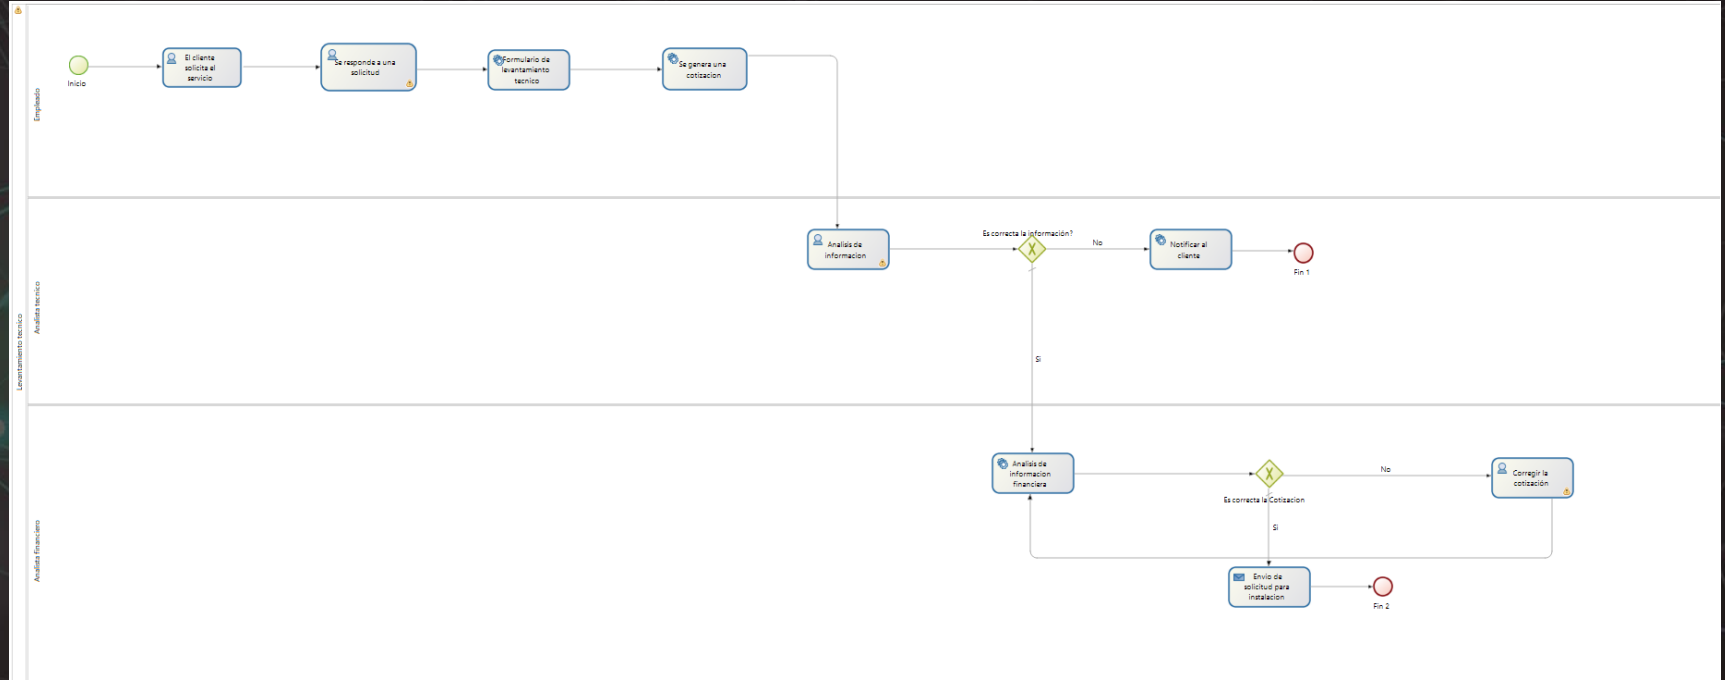 Levantamiento tecnico
Empleado
Inicio
El cliente
solicita el
servicio
Se responde a una
solicitud
Formulario de
levantamiento
tecnico
Se genera una
cotizacion
Analista tecnico
Analisis de
informacion
Es correcta la información?
No
Notificar al
cliente
Fin 1
Si
Analista financiero
Analisis de
informacion
financiera
Es correcta la Cotizacion
No
Corregir la
cotización
Si
Envio de
solicitud para
instalacion
Fin 2